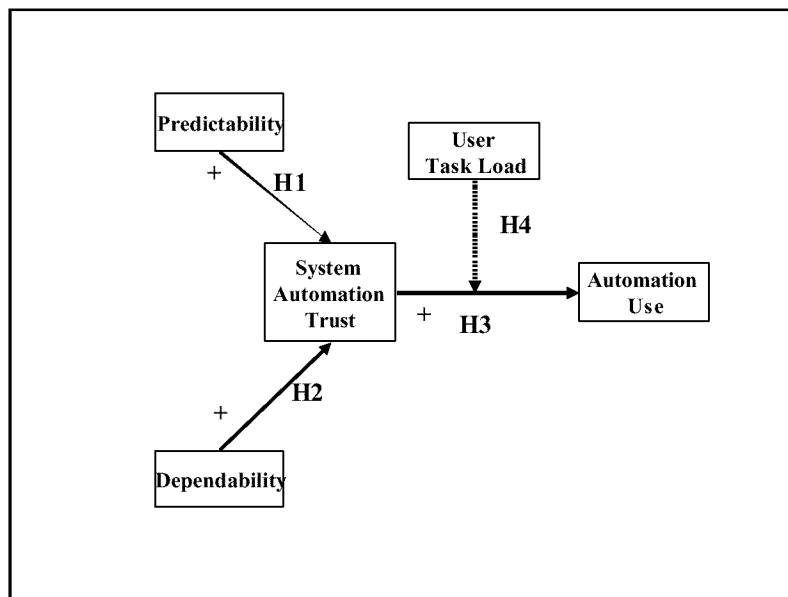 Predictability
+
H1
User
Task Load
H4
System
Automation
Trust
+
H3
Automation
Use
+
H2
Dependability